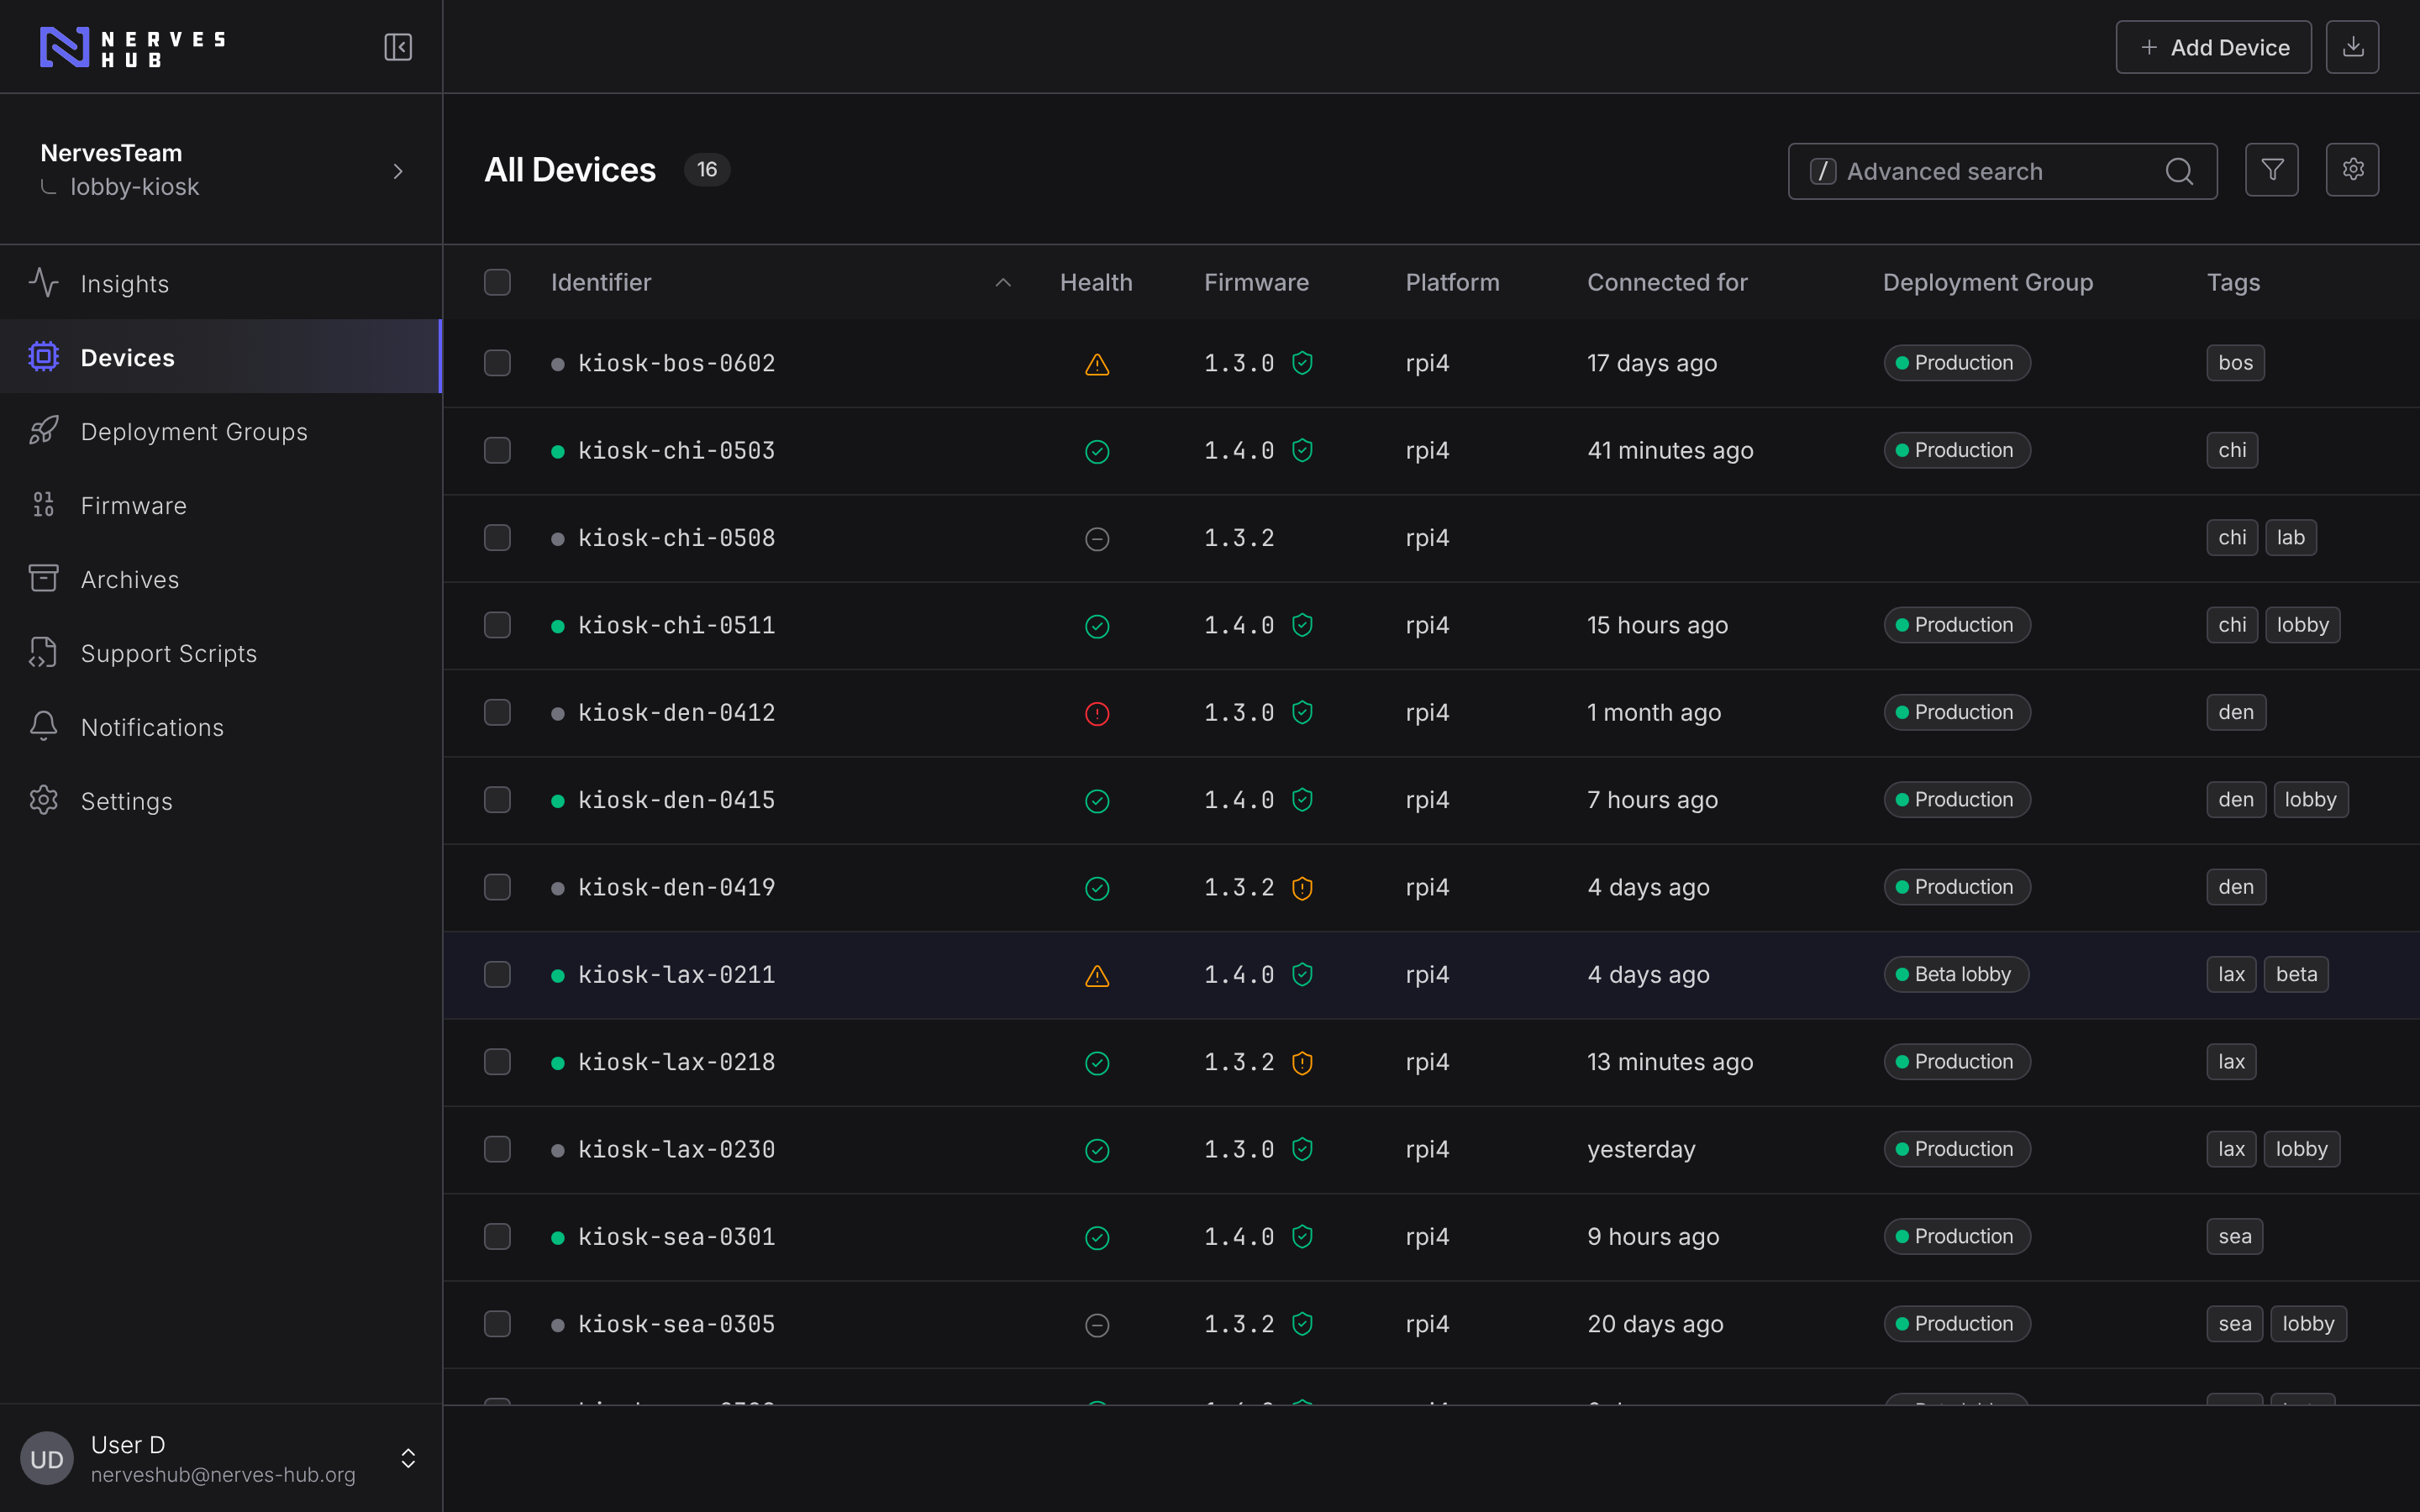 NERVES
HUB
Add Device
NervesTeam
lobby-kiosk
All Devices 16
/ Advanced search
Insights
Devices
Deployment Groups
Firmware
Archives
Support Scripts
Notifications
Settings
Identifier Health Firmware Platform Connected for Deployment Group Tags
kiosk-bos-0602 1.3.0 rpi4 17 days ago Production bos
kiosk-chi-0503 1.4.0 rpi4 41 minutes ago Production chi
kiosk-chi-0508 1.3.2 rpi4 chi lab
kiosk-chi-0511 1.4.0 rpi4 15 hours ago Production chi lobby
kiosk-den-0412 1.3.0 rpi4 1 month ago Production den
kiosk-den-0415 1.4.0 rpi4 7 hours ago Production den lobby
kiosk-den-0419 1.3.2 rpi4 4 days ago Production den
kiosk-lax-0211 1.4.0 rpi4 4 days ago Beta lobby lax beta
kiosk-lax-0218 1.3.2 rpi4 13 minutes ago Production lax
kiosk-lax-0230 1.3.0 rpi4 yesterday Production lax lobby
kiosk-sea-0301 1.4.0 rpi4 9 hours ago Production sea
kiosk-sea-0305 1.3.2 rpi4 20 days ago Production sea lobby
UD
User D
nerveshub@nerves-hub.org